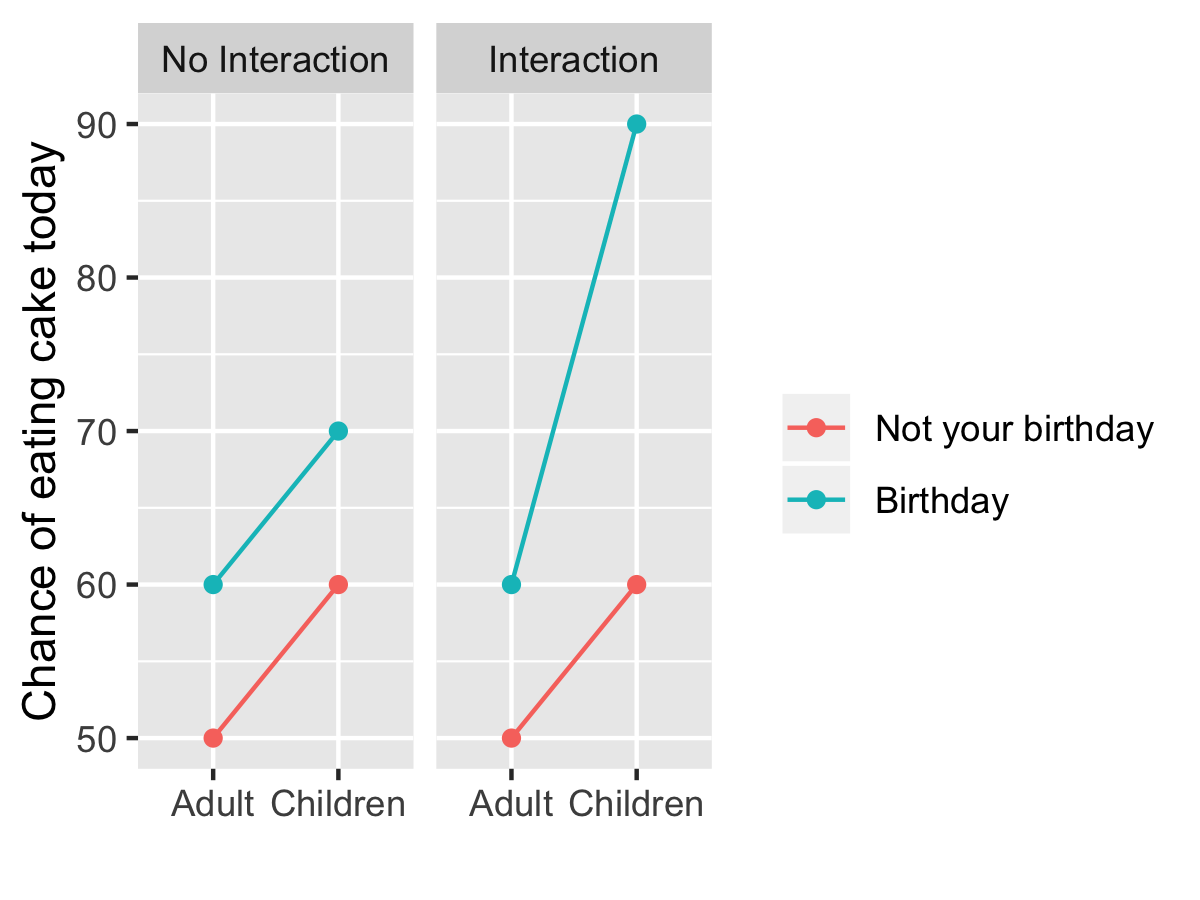 No Interaction
Interaction
Chance of eating cake today
90
80
70
60
50
Adult Children
Adult Children
Not your birthday
Birthday